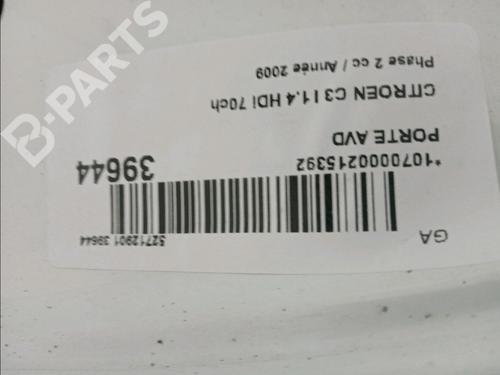 GA
52712901 39644
*1070000215392
39644
PORTE AVD
CITROEN C3 I 1.4 HDi 70ch
Phase 2 cc / Année 2009
B-PARTS